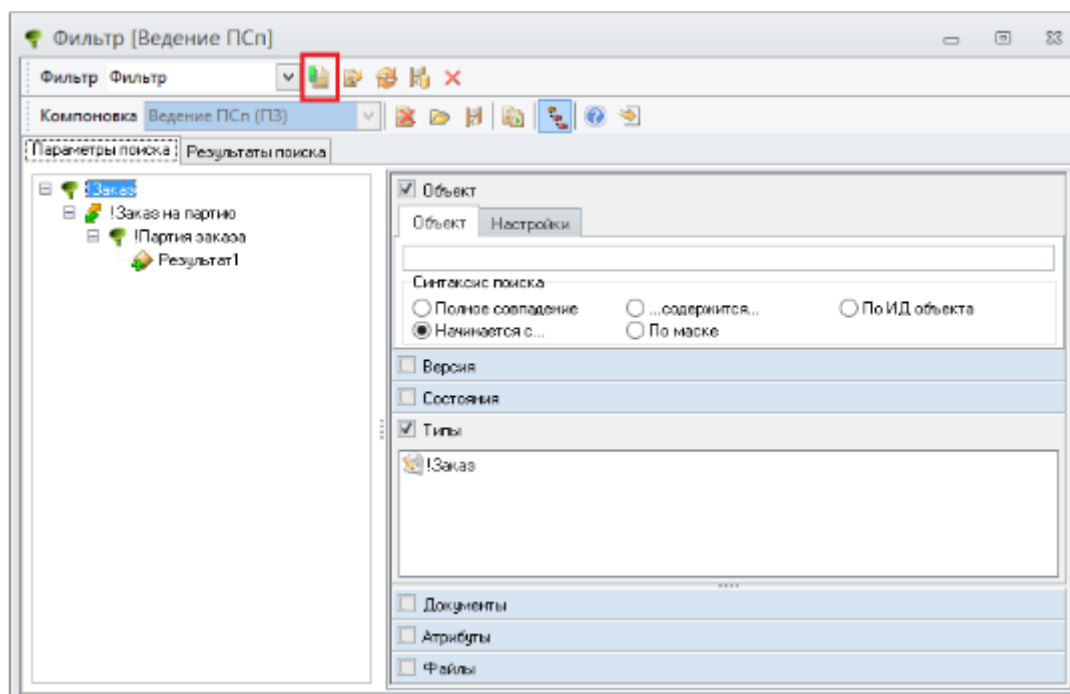 Фильтр [Ведение ПСп]
Фильтр Фильтр
Компоновка Ведение ПСп (ПЗ)
Параметры поиска Результаты поиска
!Заказ
!Заказ на партию
!Партия заказа
Результат1
Объект
Объект Настройки
Синтаксис поиска
Полное совпадение ...содержится... По ИД объекта
Начинается с... По маске
Версия
Состояния
Типы
!Заказ
Документы
Атрибуты
Файлы